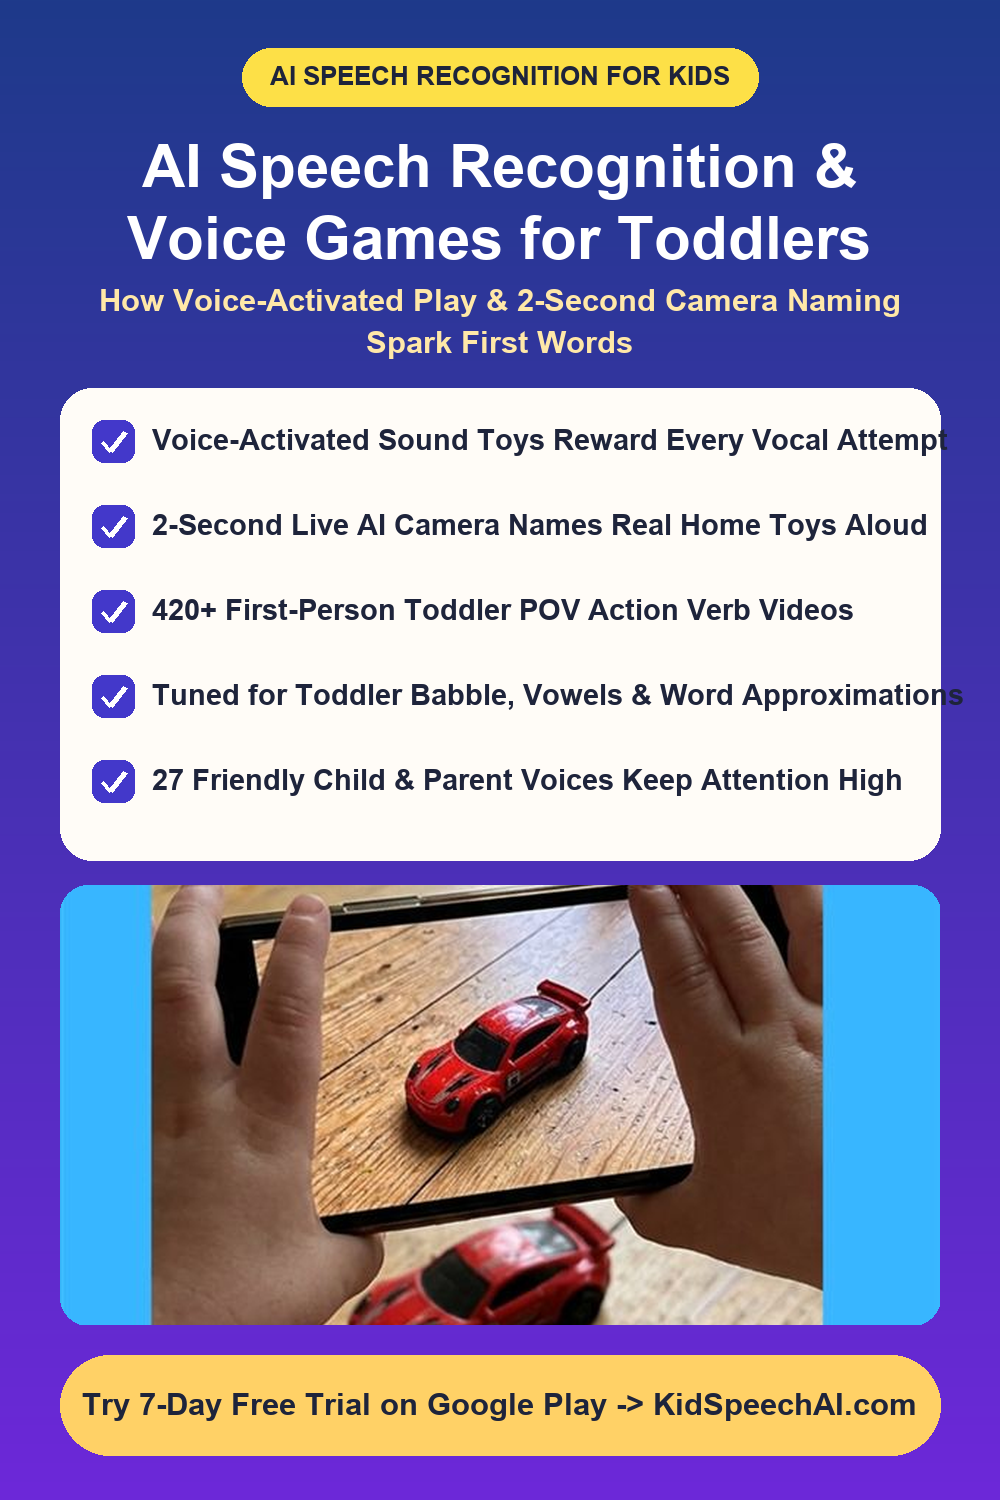 AI SPEECH RECOGNITION FOR KIDS
AI Speech Recognition &
Voice Games for Toddlers
How Voice-Activated Play & 2-Second Camera Naming
Spark First Words
Voice-Activated Sound Toys Reward Every Vocal Attempt
2-Second Live AI Camera Names Real Home Toys Aloud
420+ First-Person Toddler POV Action Verb Videos
Tuned for Toddler Babble, Vowels & Word Approximations
27 Friendly Child & Parent Voices Keep Attention High
Try 7-Day Free Trial on Google Play -> KidSpeechAI.com